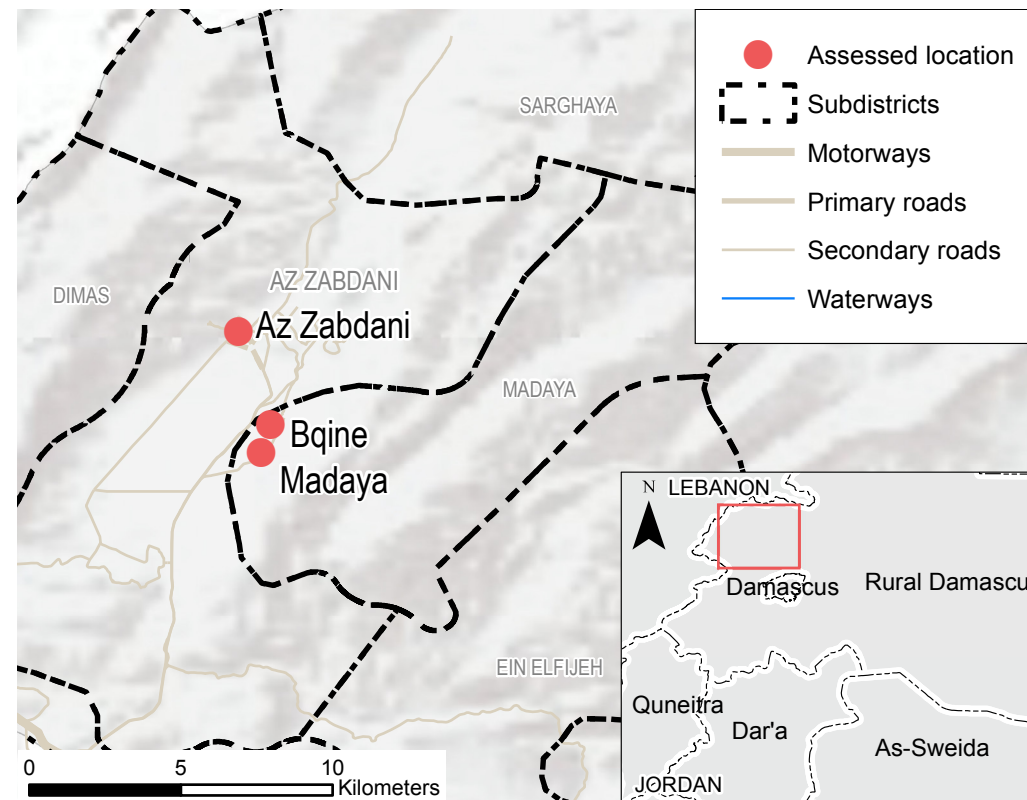 Assessed location
Subdistricts
Motorways
Primary roads
Secondary roads
Waterways
SARGHAYA
DIMAS
AZ ZABDANI
Az Zabdani
MADAYA
Bqine
Madaya
EIN ELFIJEH
0 5 10
Kilometers
N
LEBANON
Damascus
Rural Damascu
Quneitra
Dar'a
As-Sweida
JORDAN